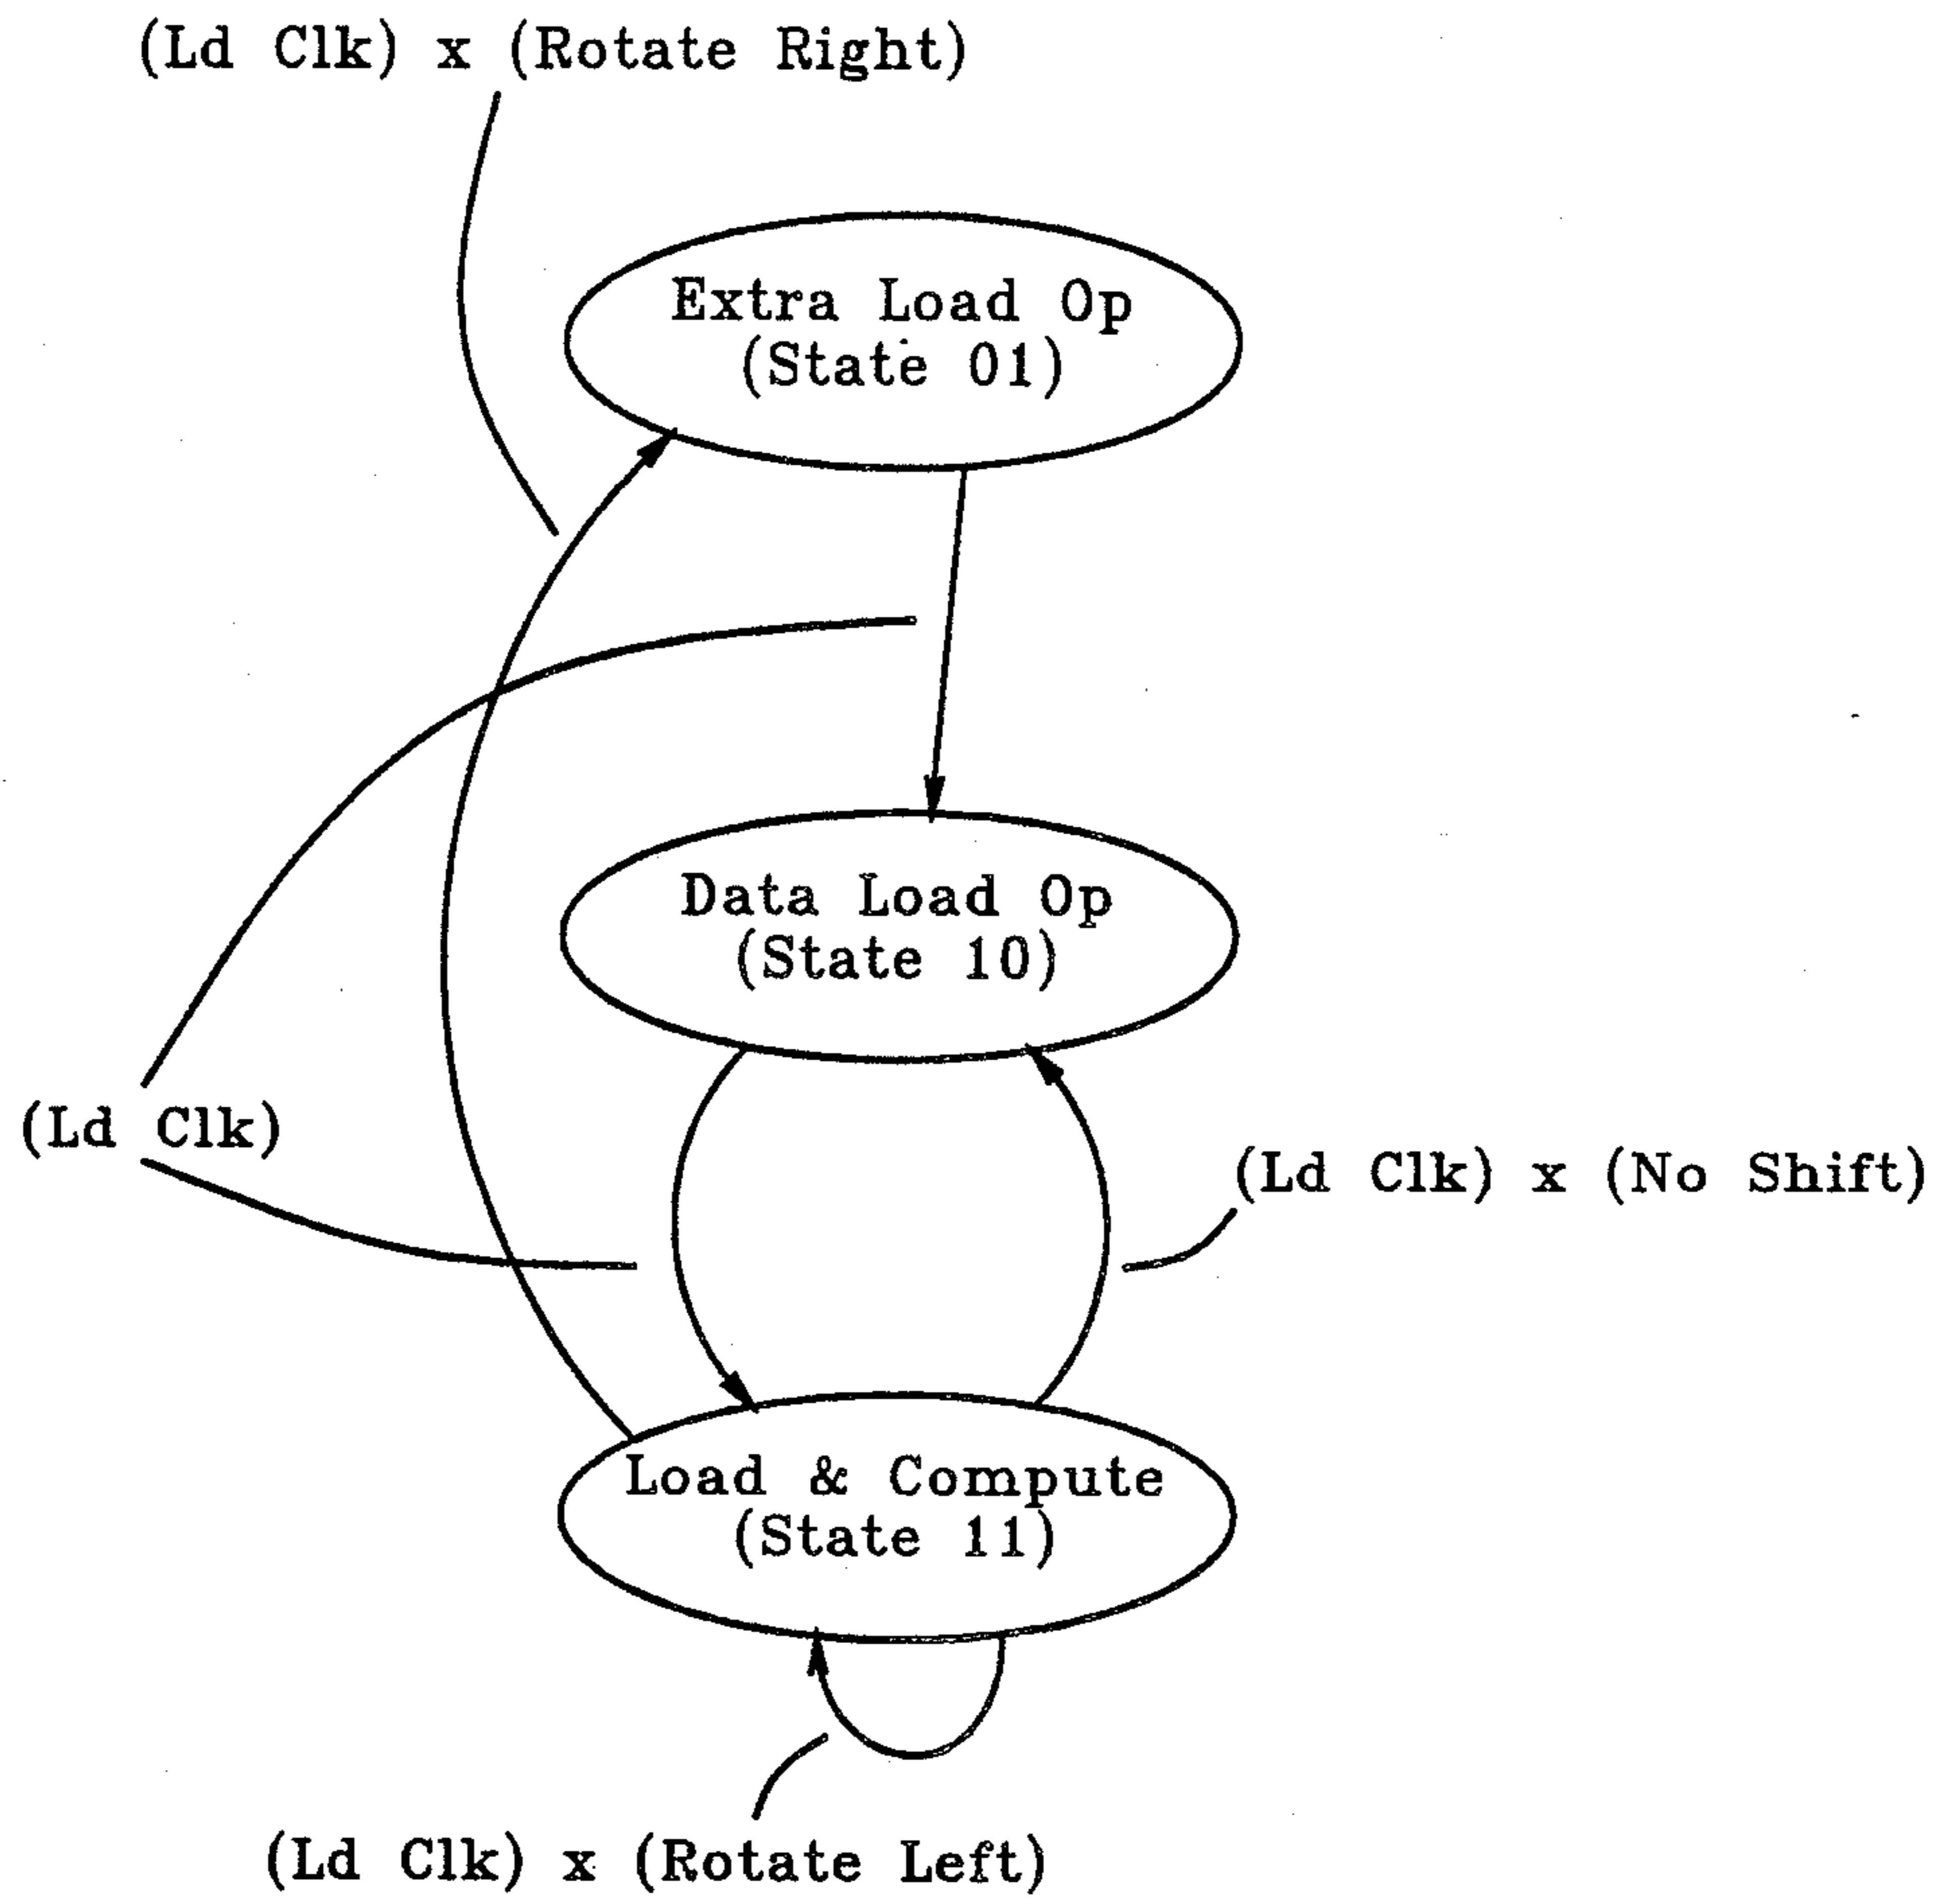 (Ld Clk) x (Rotate Right)
Extra Load Op
(State 01)
Data Load Op
(State 10)
(Ld Clk)
(Ld Clk) x (No Shift)
Load & Compute
(State 11)
(Ld Clk) x (Rotate Left)